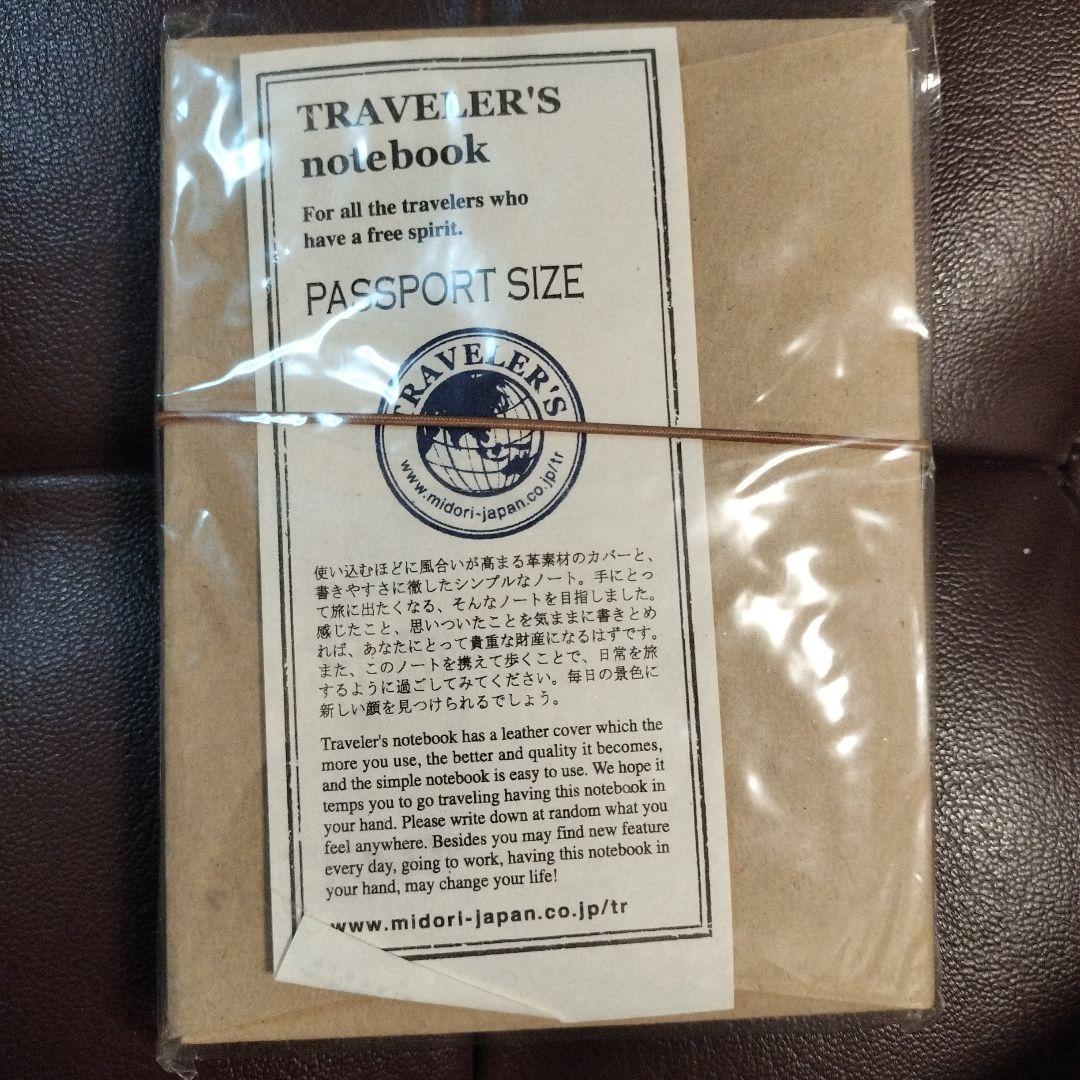 TRAVELER'S
notebook
For all the travelers who
have a free spirit.
PASSPORT SIZE
TRAVELER'S
www.midori-japan.co.jp/tr
使い込むほどに風合いが高まる革素材のカバーと、
書きやすさに徹したシンプルなノート。手にとっ
て旅に出たくなる、そんなノートを目指しました。
感じたこと、思いついたことを気ままに書きとめ
れば、あなたにとって貴重な財産になるはずです。
また、このノートを携えて歩くことで、日常を旅
するように過ごしてみてください。毎日の景色に
新しい顔を見つけられるでしょう。
Traveler's notebook has a leather cover which the
more you use, the better and quality it becomes,
and the simple notebook is easy to use. We hope it
temps you to go traveling having this notebook in
your hand. Please write down at random what you
feel anywhere. Besides you may find new feature
every day, going to work, having this notebook in
your hand, may change your life!
www.midori-japan.co.jp/tr